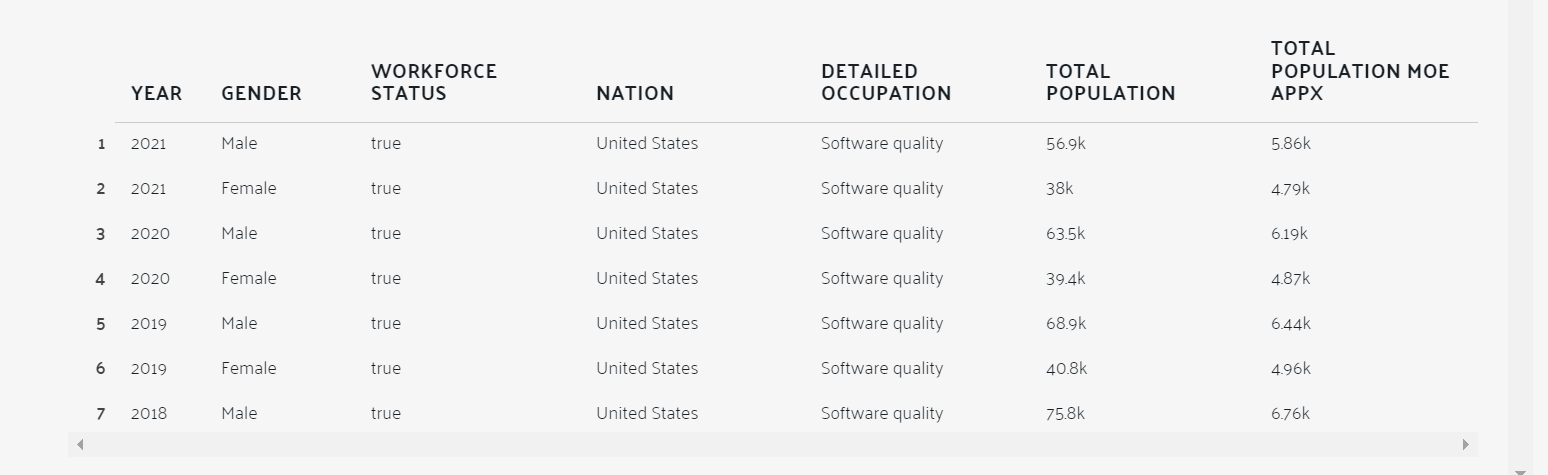 YEAR GENDER WORKFORCE STATUS NATION DETAILED OCCUPATION TOTAL POPULATION TOTAL POPULATION MOE APPX
1 2021 Male true United States Software quality 56.9k 5.86k
2 2021 Female true United States Software quality 38k 4.79k
3 2020 Male true United States Software quality 63.5k 6.19k
4 2020 Female true United States Software quality 39.4k 4.87k
5 2019 Male true United States Software quality 68.9k 6.44k
6 2019 Female true United States Software quality 40.8k 4.96k
7 2018 Male true United States Software quality 75.8k 6.76k